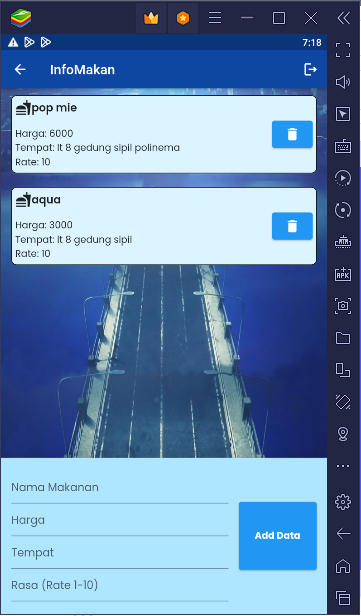 7:18
InfoMakan
pop mie
Harga: 6000
Tempat: lt 8 gedung sipil polinema
Rate: 10
aqua
Harga: 3000
Tempat: lt 8 gedung sipil
Rate: 10
Nama Makanan
Harga
Add Data
Tempat
Rasa (Rate 1-10)
APK